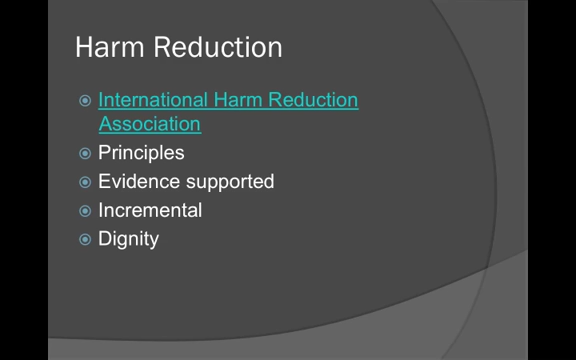 Harm Reduction
International Harm Reduction
Association
Principles
Evidence supported
Incremental
Dignity